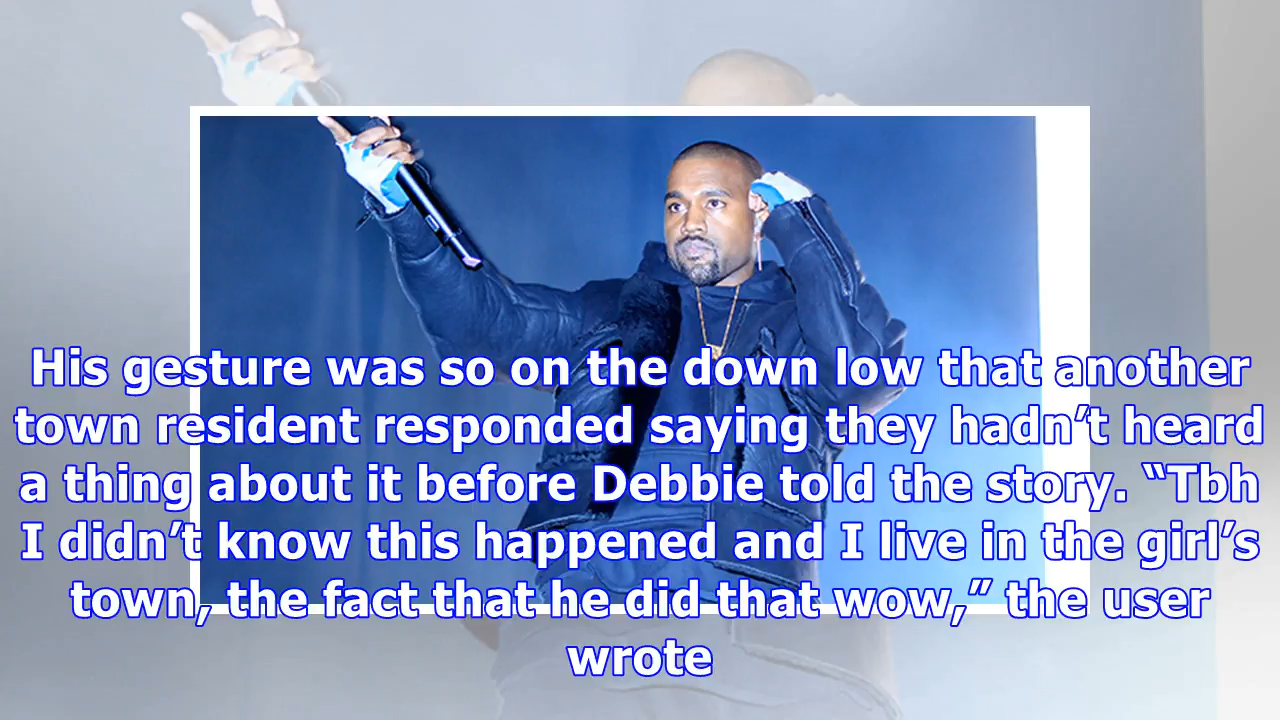 His gesture was so on the down low that another
town resident responded saying they hadn’t heard
a thing about it before Debbie told the story. “Tbh
I didn’t know this happened and I live in the girl’s
town, the fact that he did that wow,” the user
wrote